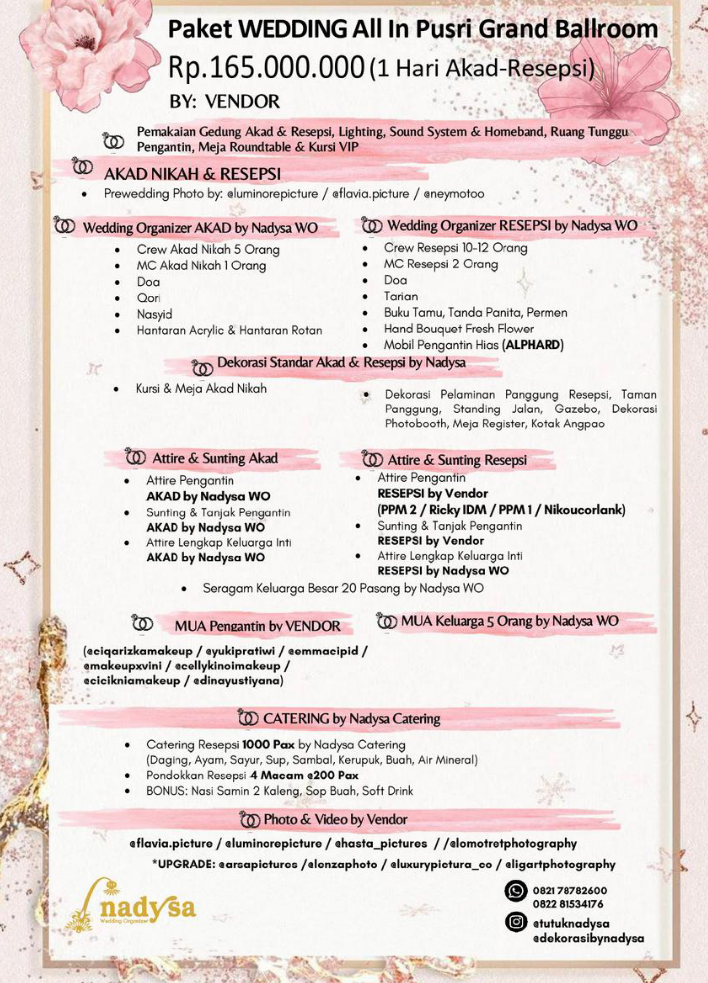 Paket WEDDING All In Pusri Grand Ballroom
Rp.165.000.000 (1 Hari Akad-Resepsi)
BY: VENDOR
Pemakaian Gedung Akad & Resepsi, Lighting, Sound System & Homeband, Ruang Tunggu
Pengantin, Meja Roundtable & Kursi VIP
AKAD NIKAH & RESEPSI
• Prewedding Photo by: @luminorepicture / @flavia.picture / @neymotoo
Wedding Organizer AKAD by Nadysa WO
• Crew Akad Nikah 5 Orang
• MC Akad Nikah 1 Orang
• Doa
• Qori
• Nasyid
• Hantaran Acrylic & Hantaran Rotan
Wedding Organizer RESEPSI by Nadysa WO
• Crew Resepsi 10-12 Orang
• MC Resepsi 2 Orang
• Doa
• Tarian
• Buku Tamu, Tanda Panita, Permen
• Hand Bouquet Fresh Flower
• Mobil Pengantin Hias (ALPHARD)
Dekorasi Standar Akad & Resepsi by Nadysa
• Kursi & Meja Akad Nikah
• Dekorasi Pelaminan Panggung Resepsi, Taman
Panggung, Standing Jalan, Gazebo, Dekorasi
Photobooth, Meja Register, Kotak Angpao
Attire & Sunting Akad
• Attire Pengantin
AKAD by Nadysa WO
• Sunting & Tanjak Pengantin
AKAD by Nadysa WO
• Attire Lengkap Keluarga Inti
AKAD by Nadysa WO
Attire & Sunting Resepsi
• Attire Pengantin
RESEPSI by Vendor
(PPM 2 / Ricky IDM / PPM 1 / Nikoucorlank)
• Sunting & Tanjak Pengantin
RESEPSI by Vendor
• Attire Lengkap Keluarga Inti
RESEPSI by Nadysa WO
• Seragam Keluarga Besar 20 Pasang by Nadysa WO
MUA Pengantin by VENDOR
(@ciqarizkamakeup / @yukipratiwi / @emmacipid /
@makeupxvini / @cellykinoimakeup /
@cicikniamakeup / @dinayustiyana)
MUA Keluarga 5 Orang by Nadysa WO
CATERING by Nadysa Catering
• Catering Resepsi 1000 Pax by Nadysa Catering
(Daging, Ayam, Sayur, Sup, Sambal, Kerupuk, Buah, Air Mineral)
• Pondokkan Resepsi 4 Macam @200 Pax
• BONUS: Nasi Samin 2 Kaleng, Sop Buah, Soft Drink
Photo & Video by Vendor
@flavia.picture / @luminorepicture / @hasta_pictures / /@lomotretphotography
*UPGRADE: @arsapictures /@lenzaphoto / @luxurypictura_co / @ligartphotography
nadysa
Wedding Organizer
0821 78782600
0822 81534176
@tutuknadysa
@dekorasibynadysa